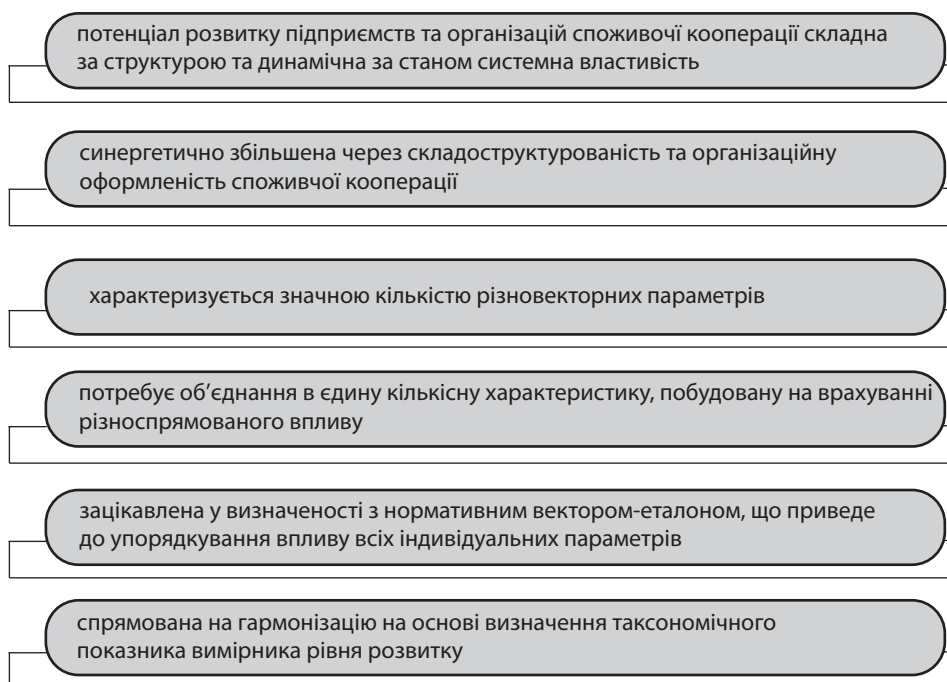 потенціал розвитку підприємств та організацій споживочї кооперації складна
за структурою та динамічна за станом системна властивість
синергетично збільшена через складоструктурованість та організаційну
оформленість споживчої кооперації
характеризується значною кількістю різновекторних параметрів
потребує об’єднання в єдину кількісну характеристику, побудовану на врахуванні
різноспрямованого впливу
зацікавлена у визначеності з нормативним вектором-еталоном, що приведе
до упорядкування впливу всіх індивідуальних параметрів
спрямована на гармонізацію на основі визначення таксономічного
показника вимірника рівня розвитку